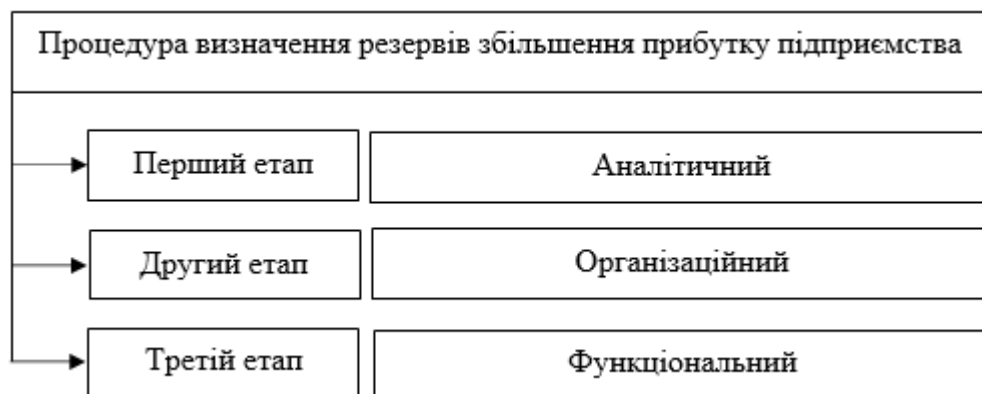 Процедура визначення резервів збільшення прибутку підприємства
Перший етап
Аналітичний
Другий етап
Організаційний
Третій етап
Функціональний